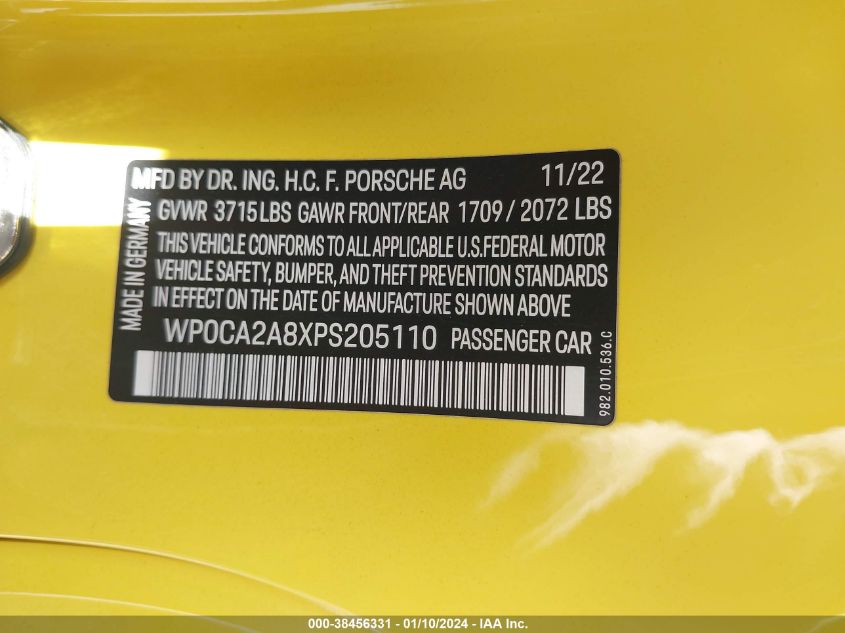 MFD BY DR. ING. H.C. F. PORSCHE AG 11/22
GVWR 3715LBS GAWR FRONT/REAR 1709 / 2072 LBS
THIS VEHICLE CONFORMS TO ALL APPLICABLE U.S.FEDERAL MOTOR
VEHICLE SAFETY, BUMPER, AND THEFT PREVENTION STANDARDS
IN EFFECT ON THE DATE OF MANUFACTURE SHOWN ABOVE
WP0CA2A8XPS205110 PASSENGER CAR
MADE IN GERMANY
982.010.536.C
000-38456331 - 01/10/2024 - IAA Inc.